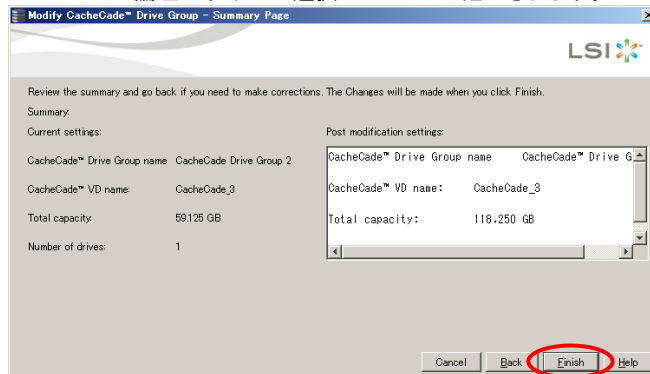 Modify CacheCade™ Drive Group – Summary Page
LSI
Review the summary and go back if you need to make corrections. The Changes will be made when you click Finish.
Summary:
Current settings:
Post modification settings:
CacheCade™ Drive Group name CacheCade Drive Group 2
CacheCade™ Drive Group name CacheCade™ Drive G
CacheCade™ VD name: CacheCade_3
CacheCade™ VD name: CacheCade_3
Total capacity: 59.125 GB
Total capacity: 118.250 GB
Number of drives: 1
Cancel Back Finish Help